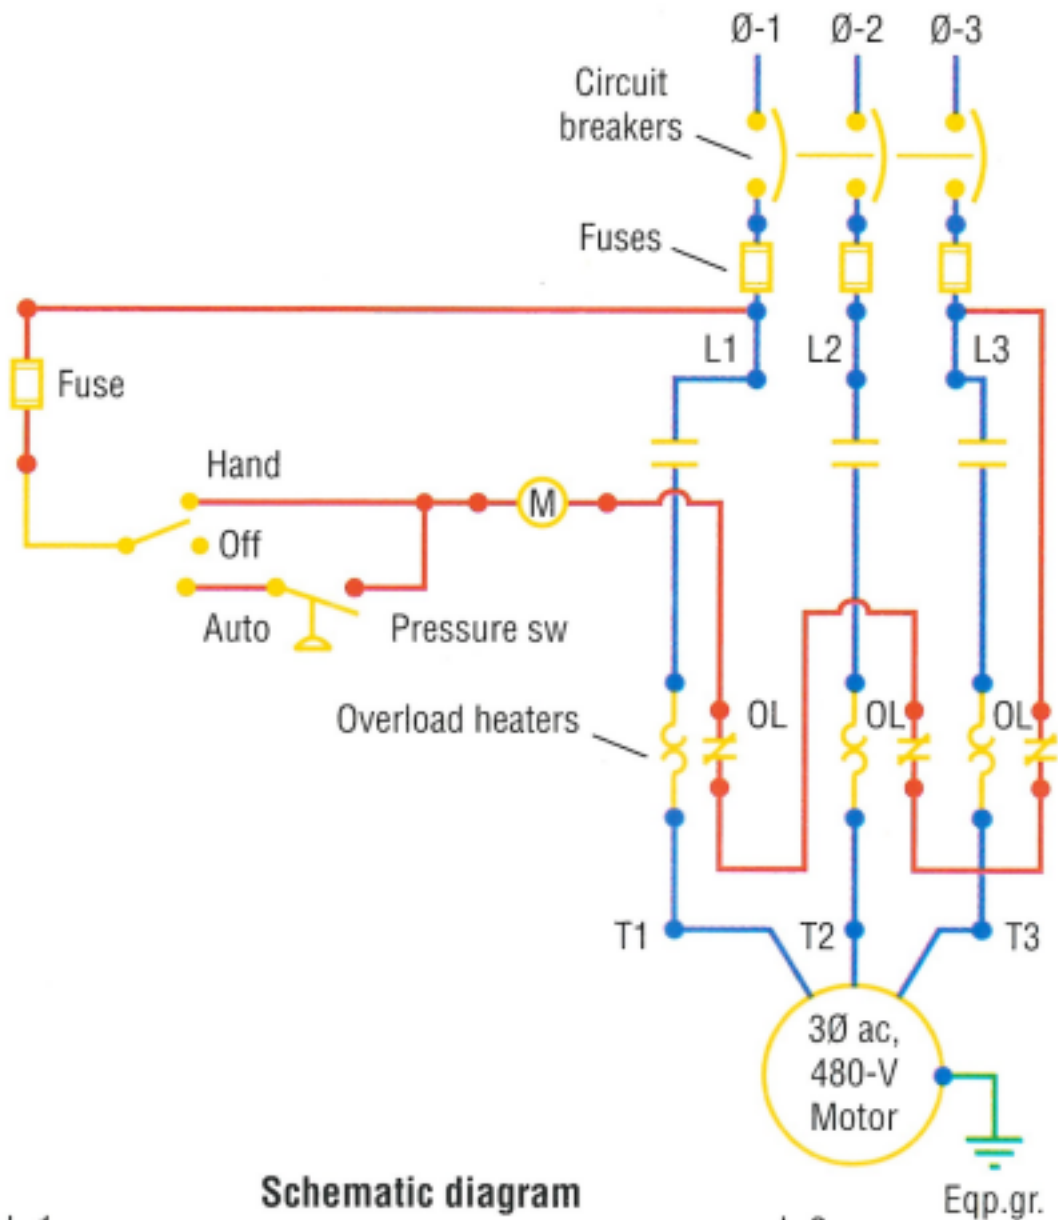 Ø-1 Ø-2 Ø-3
Circuit
breakers
Fuses
L1 L2 L3
Fuse
Hand
M
Off
Auto
Pressure sw
Overload heaters
OL OL OL
T1 T2 T3
3Ø ac,
480-V
Motor
Schematic diagram
Eqp.gr.